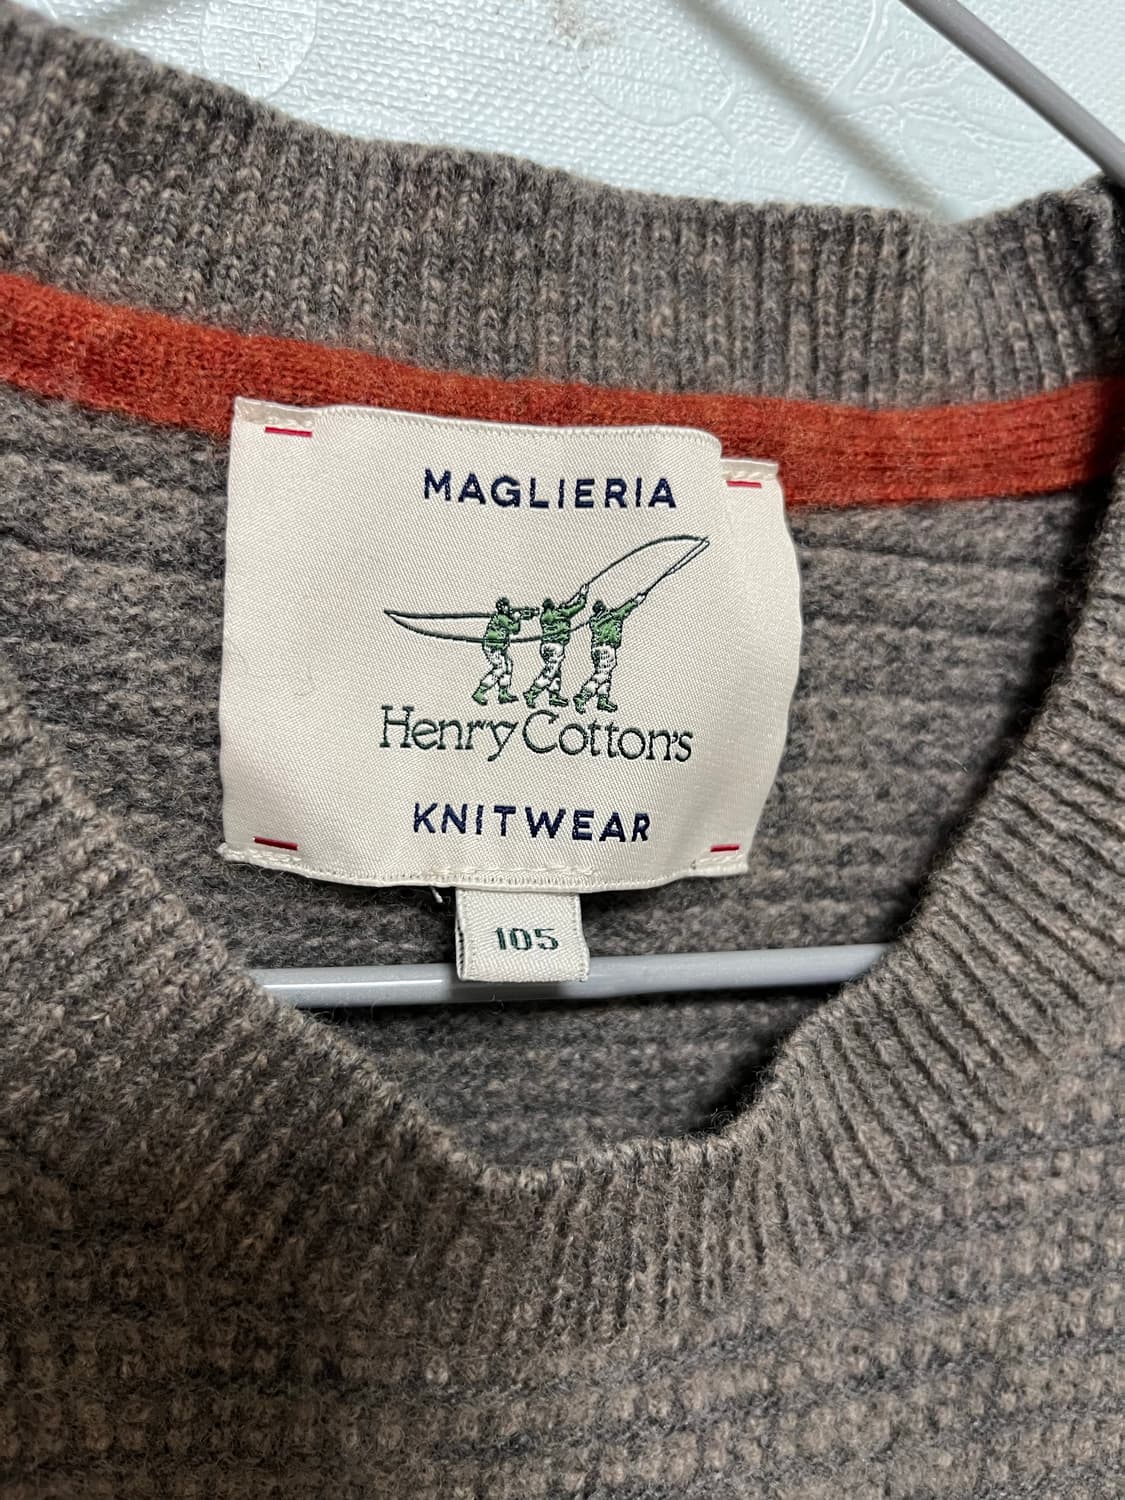 MAGLIERIA
Henry Cotton's
KNITWEAR
105